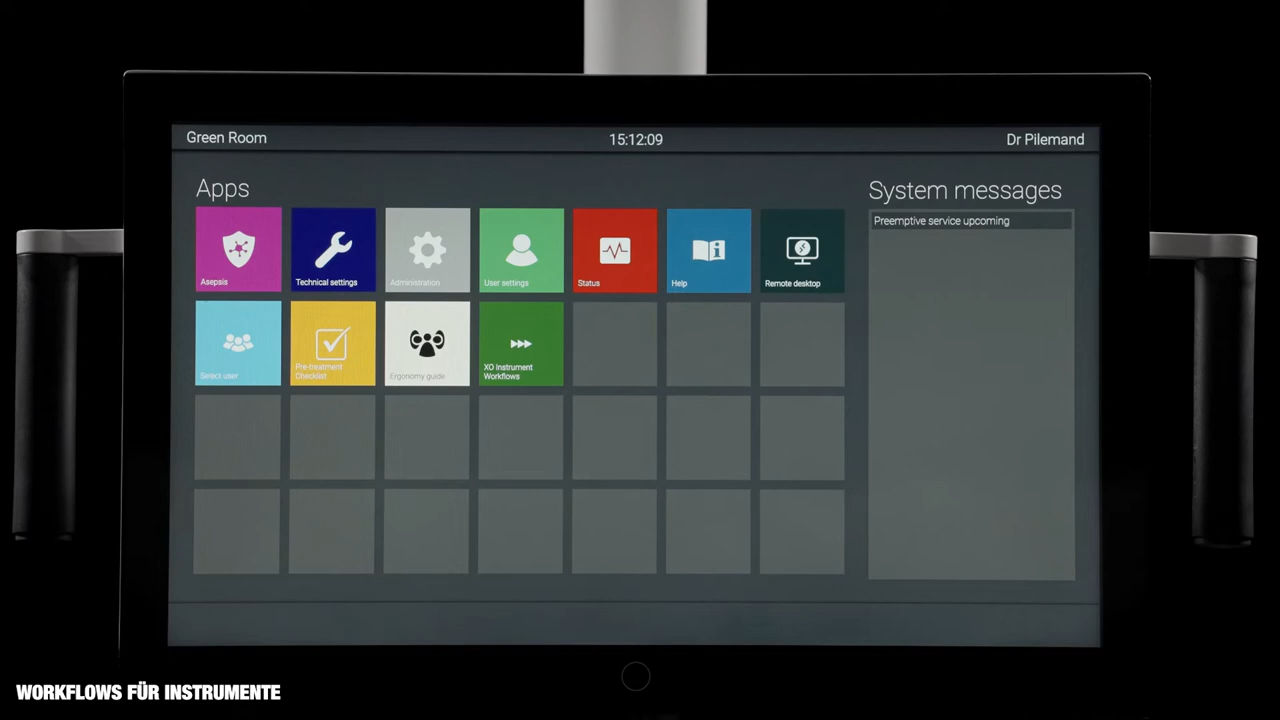 Green Room
15:12:09
Dr Pilemand
Apps
System messages
Preemptive service upcoming
Asepsis
Technical settings
Administration
User settings
Status
Help
Remote desktop
Select user
Pre-treatment
Checklist
Ergonomy guide
XO Instrument
Workflows
WORKFLOWS FÜR INSTRUMENTE